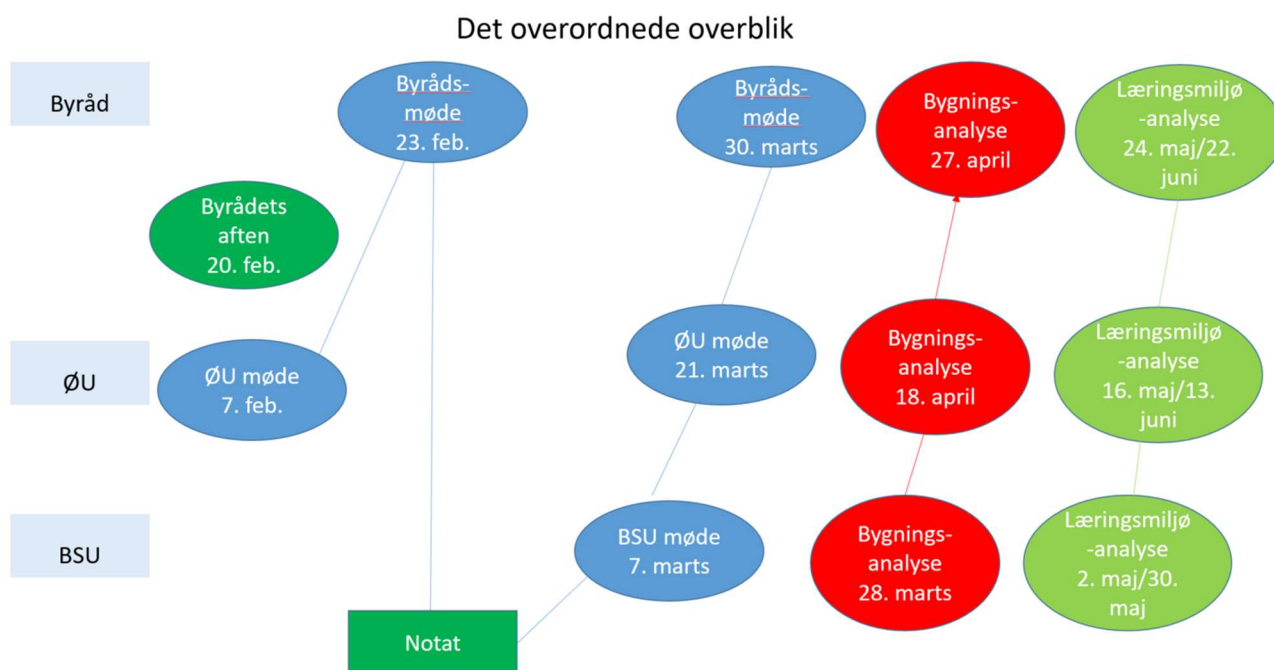 Det overordnede overblik
Byråd
Byråds-
møde
23. feb.
Byråds-
møde
30. marts
Bygnings-
analyse
27. april
Læringsmiljø
-analyse
24. maj/22.
juni
Byrådets
aften
20. feb.
ØU
ØU møde
7. feb.
ØU møde
21. marts
Bygnings-
analyse
18. april
Læringsmiljø
-analyse
16. maj/13.
juni
BSU
BSU møde
7. marts
Bygnings-
analyse
28. marts
Læringsmiljø
-analyse
2. maj/30.
maj
Notat